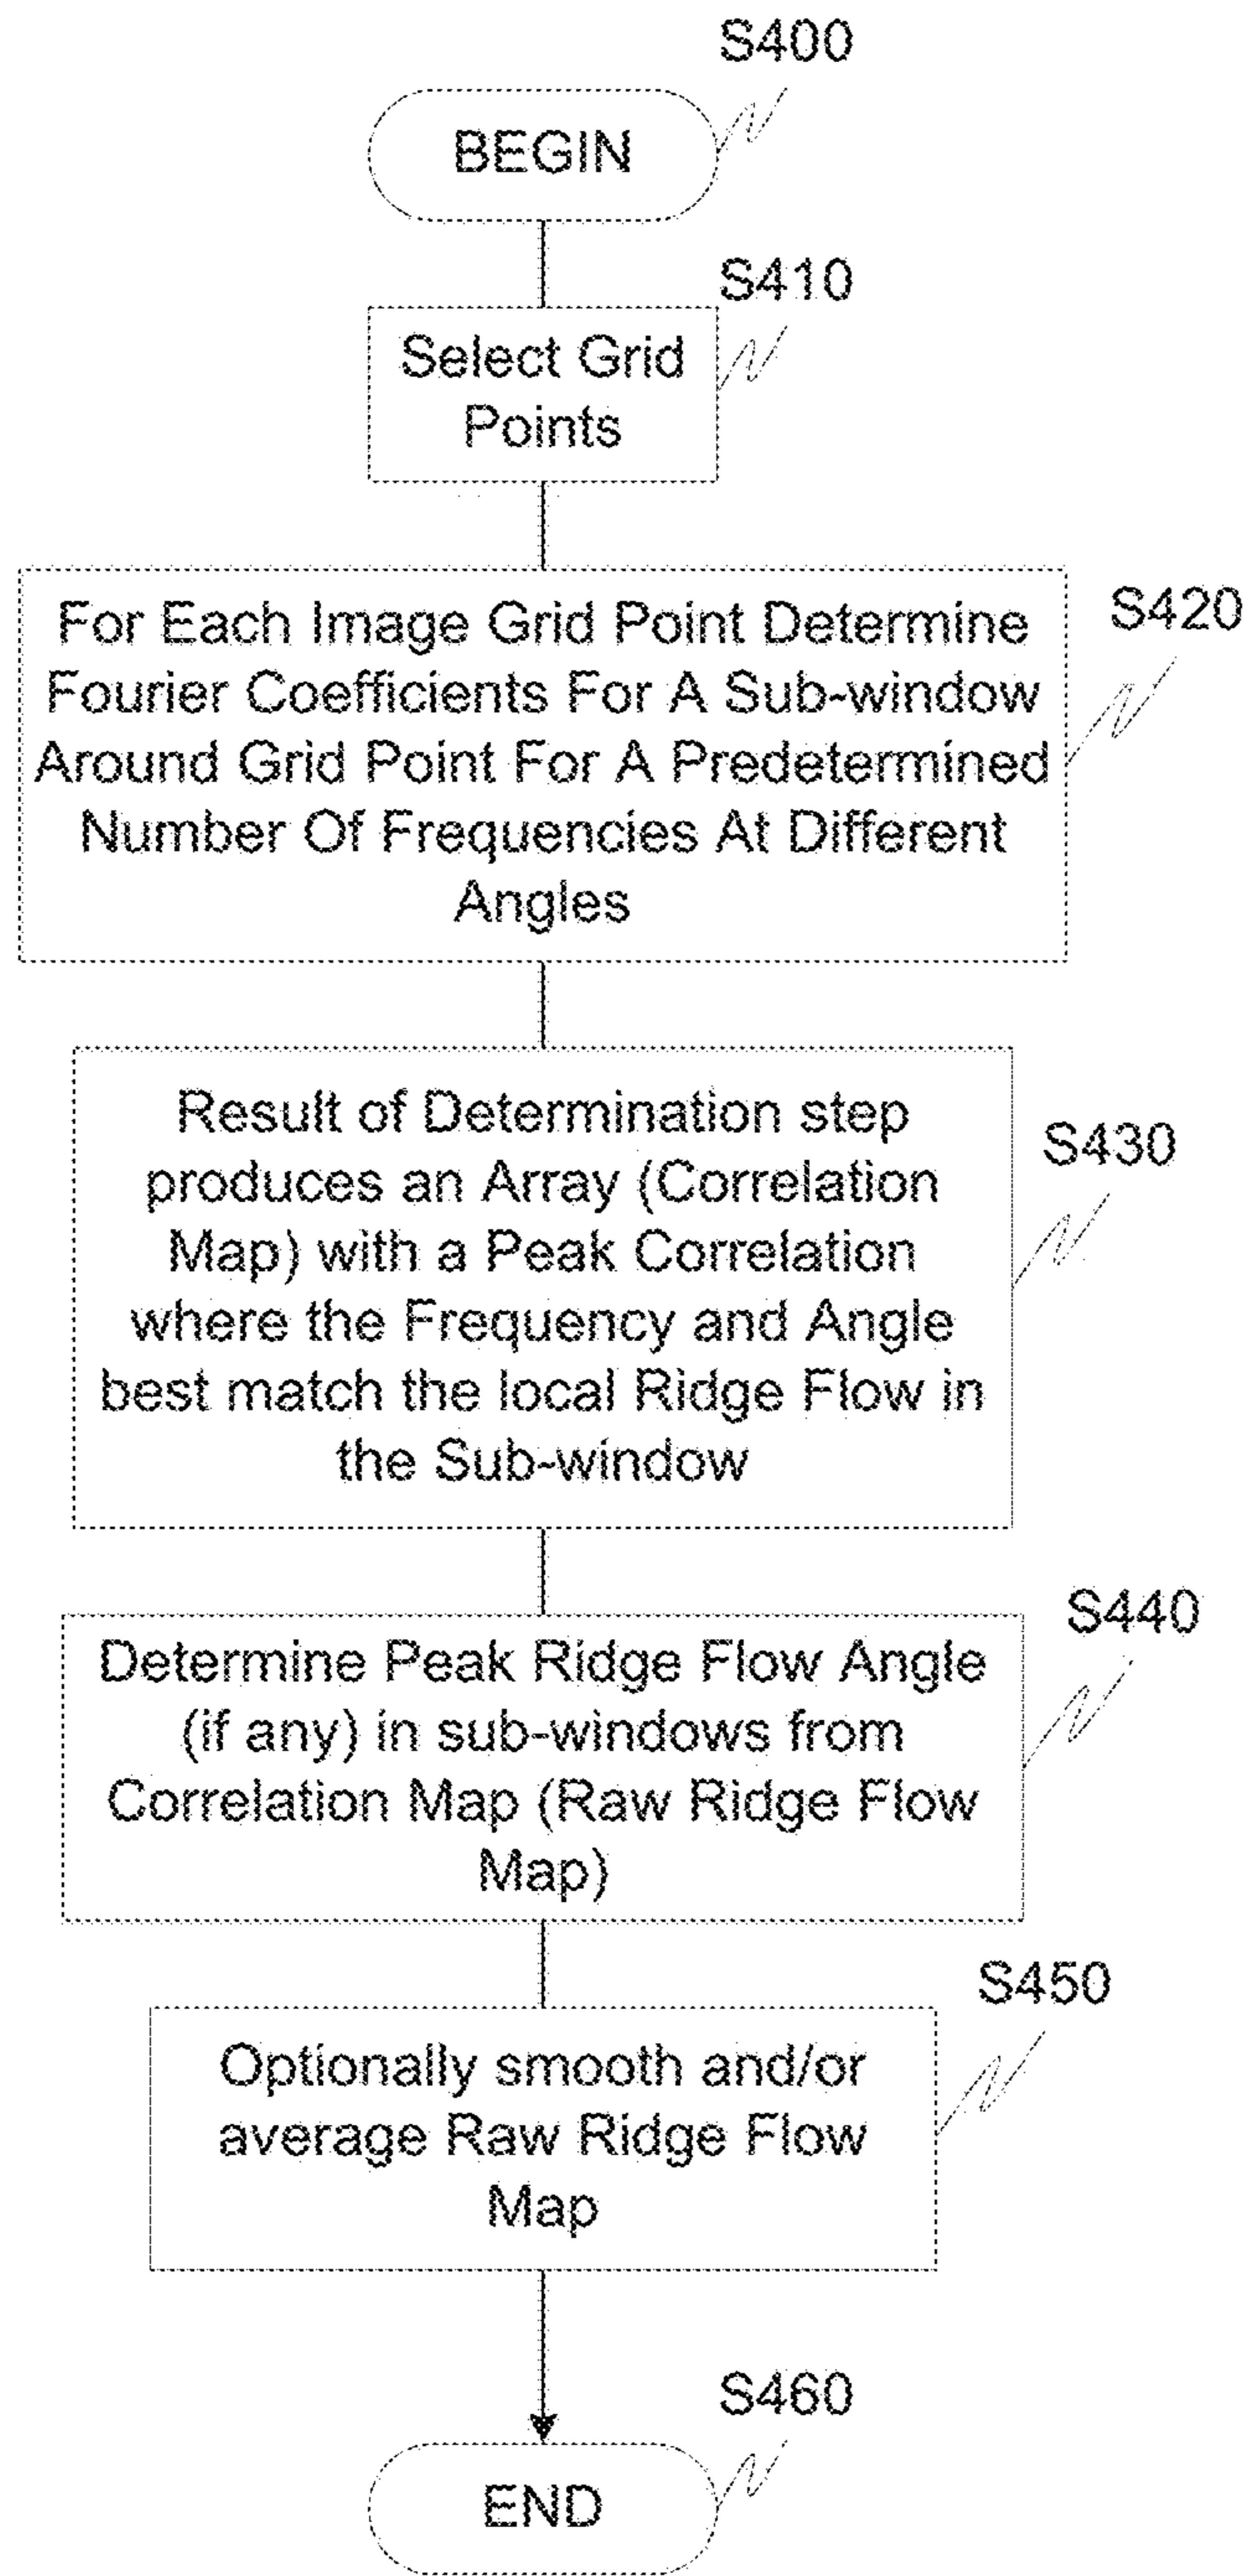 S400
BEGIN
S410
Select Grid
Points
S420
For Each Image Grid Point Determine
Fourier Coefficients For A Sub-window
Around Grid Point For A Predetermined
Number Of Frequencies At Different
Angles
S430
Result of Determination step
produces an Array (Correlation
Map) with a Peak Correlation
where the Frequency and Angle
best match the local Ridge Flow in
the Sub-window
S440
Determine Peak Ridge Flow Angle
(if any) in sub-windows from
Correlation Map (Raw Ridge Flow
Map)
S450
Optionally smooth and/or
average Raw Ridge Flow
Map
S460
END